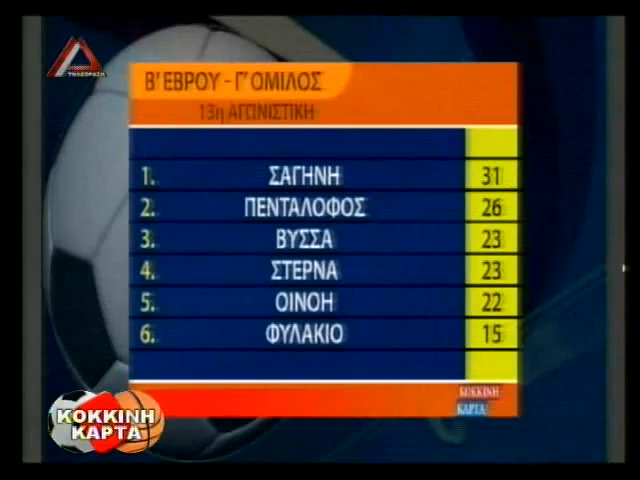 ΤΗΛΕΟΡΑΣΗ
Β' ΕΒΡΟΥ - Γ' ΟΜΙΛΟΣ
13η ΑΓΩΝΙΣΤΙΚΗ
1. ΣΑΓΗΝΗ 31
2. ΠΕΝΤΑΛΟΦΟΣ 26
3. ΒΥΣΣΑ 23
4. ΣΤΕΡΝΑ 23
5. ΟΙΝΟΗ 22
6. ΦΥΛΑΚΙΟ 15
ΚΟΚΚΙΝΗ
ΚΑΡΤΑ
ΚΟΚΚΙΝΗ
ΚΑΡΤΑ